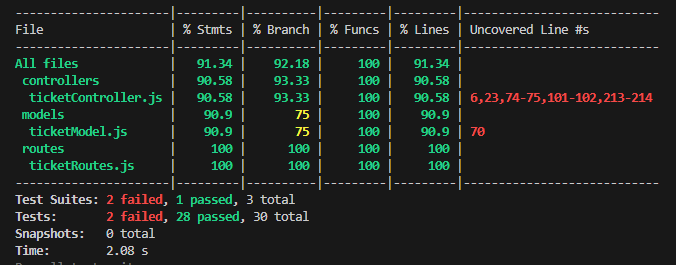 ----------------------|---------|----------|---------|---------|---------------------------
File                  | % Stmts | % Branch | % Funcs | % Lines | Uncovered Line #s
----------------------|---------|----------|---------|---------|---------------------------
All files             |   91.34 |    92.18 |     100 |   91.34 |
 controllers          |   90.58 |    93.33 |     100 |   90.58 |
  ticketController.js |   90.58 |    93.33 |     100 |   90.58 | 6,23,74-75,101-102,213-214
 models               |    90.9 |       75 |     100 |    90.9 |
  ticketModel.js      |    90.9 |       75 |     100 |    90.9 | 70
 routes               |     100 |      100 |     100 |     100 |
  ticketRoutes.js     |     100 |      100 |     100 |     100 |
----------------------|---------|----------|---------|---------|---------------------------
Test Suites: 2 failed, 1 passed, 3 total
Tests:       2 failed, 28 passed, 30 total
Snapshots:   0 total
Time:        2.08 s